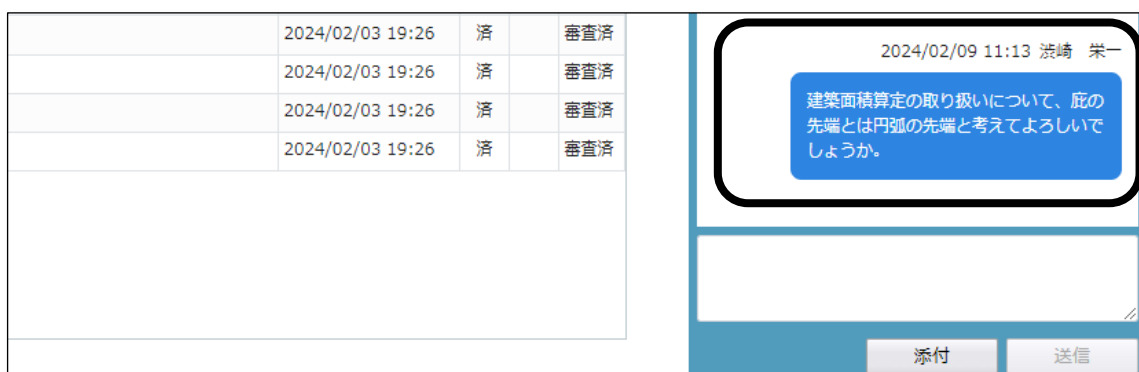 2024/02/03 19:26 済 審査済
2024/02/03 19:26 済 審査済
2024/02/03 19:26 済 審査済
2024/02/03 19:26 済 審査済
2024/02/09 11:13 渋崎 栄一
建築面積算定の取り扱いについて、庇の
先端とは円弧の先端と考えてよろしいで
しょうか。
添付 送信